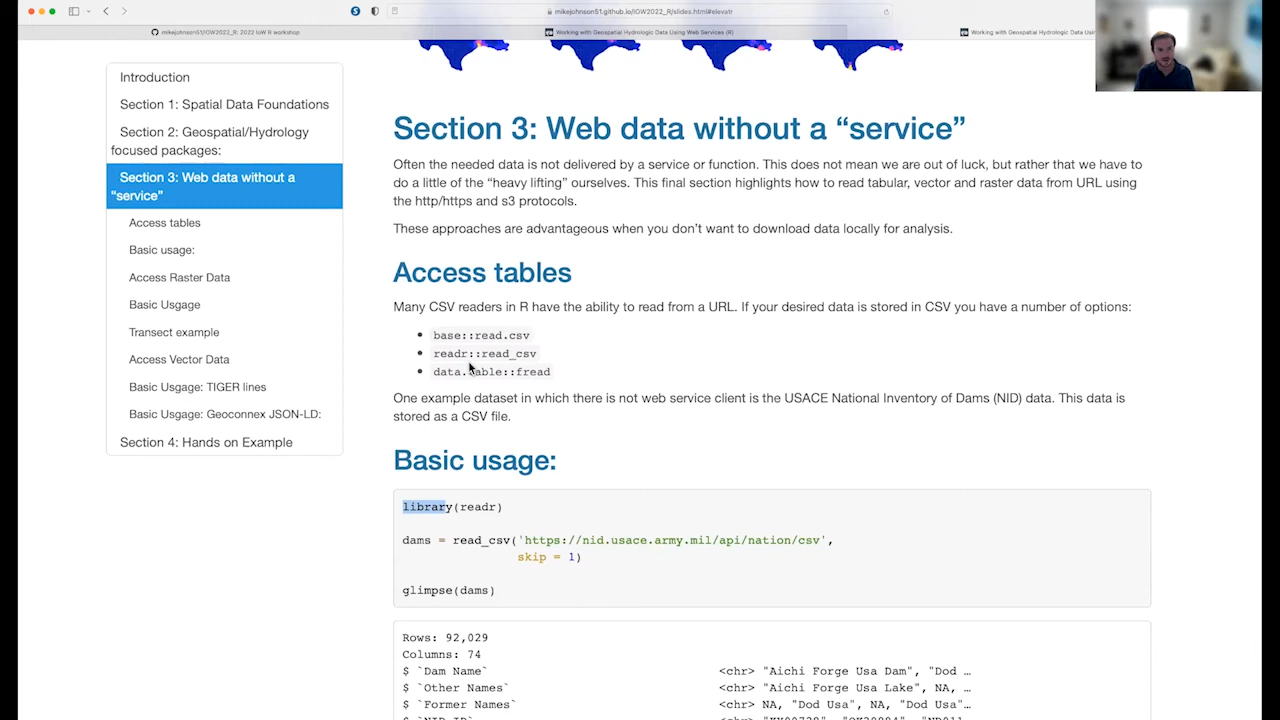 mikejohnson51.github.io/IOW2022_R/slides.html#elevatr
mikejohnson51/IOW2022_R: 2022 IoW R workshop
Working with Geospatial Hydrologic Data Using Web Services (R)
Working with Geospatial Hydrologic Data Usin
Introduction
Section 1: Spatial Data Foundations
Section 2: Geospatial/Hydrology
focused packages:
Section 3: Web data without a
“service”
Access tables
Basic usage:
Access Raster Data
Basic Usgage
Transect example
Access Vector Data
Basic Usgage: TIGER lines
Basic Usgage: Geoconnex JSON-LD:
Section 4: Hands on Example
Section 3: Web data without a “service”
Often the needed data is not delivered by a service or function. This does not mean we are out of luck, but rather that we have to
do a little of the “heavy lifting” ourselves. This final section highlights how to read tabular, vector and raster data from URL using
the http/https and s3 protocols.
These approaches are advantageous when you don’t want to download data locally for analysis.
Access tables
Many CSV readers in R have the ability to read from a URL. If your desired data is stored in CSV you have a number of options:
base::read.csv
readr::read_csv
data.table::fread
One example dataset in which there is not web service client is the USACE National Inventory of Dams (NID) data. This data is
stored as a CSV file.
Basic usage:
library(readr)
dams = read_csv('https://nid.usace.army.mil/api/nation/csv',
skip = 1)
glimpse(dams)
Rows: 92,029
Columns: 74
$ `Dam Name` <chr> "Aichi Forge Usa Dam", "Dod …
$ `Other Names` <chr> "Aichi Forge Usa Lake", NA, …
$ `Former Names` <chr> NA, "Dod Usa", NA, "Dod Usa"…